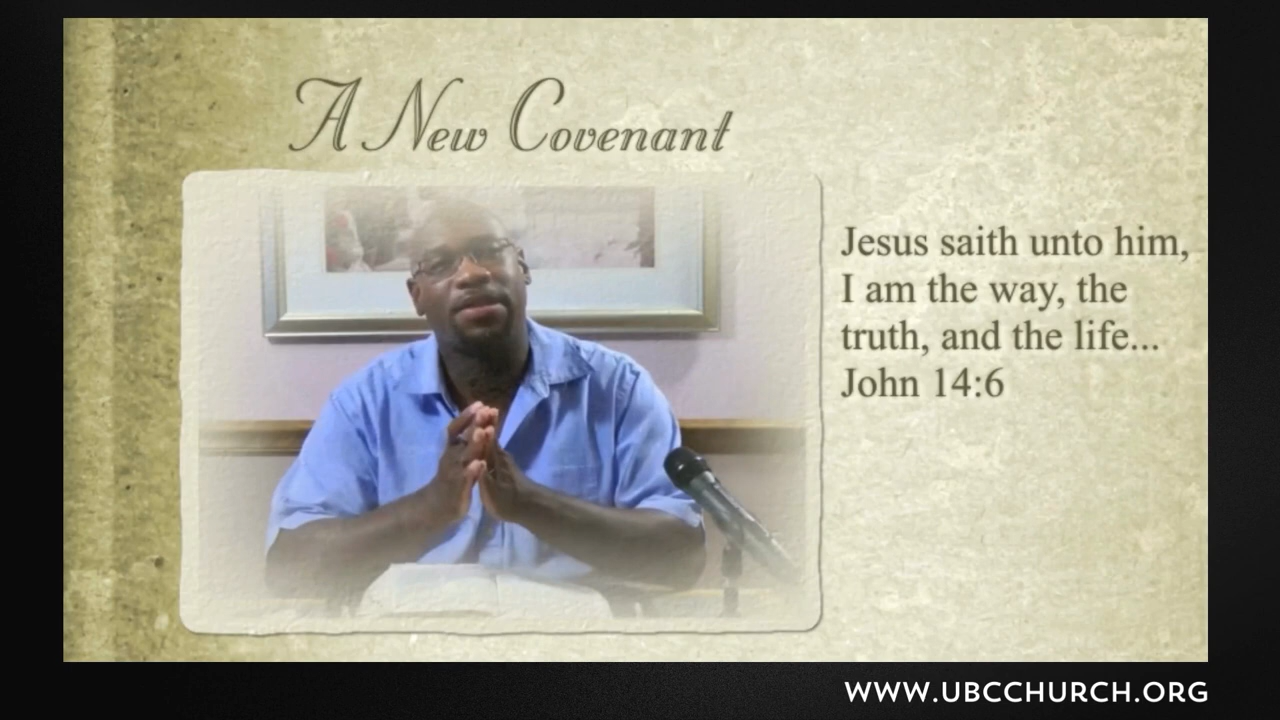 A New Covenant
Jesus saith unto him,
I am the way, the
truth, and the life...
John 14:6
WWW.UBCCHURCH.ORG